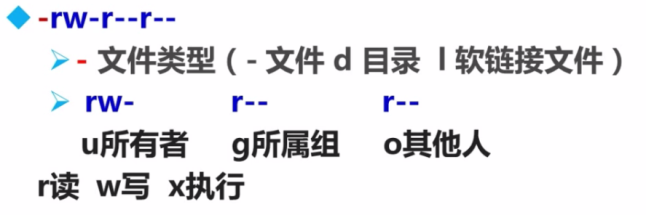 -rw-r--r--
- 文件类型（- 文件 d 目录 l 软链接文件）
rw- r-- r--
u所有者 g所属组 o其他人
r读 w写 x执行